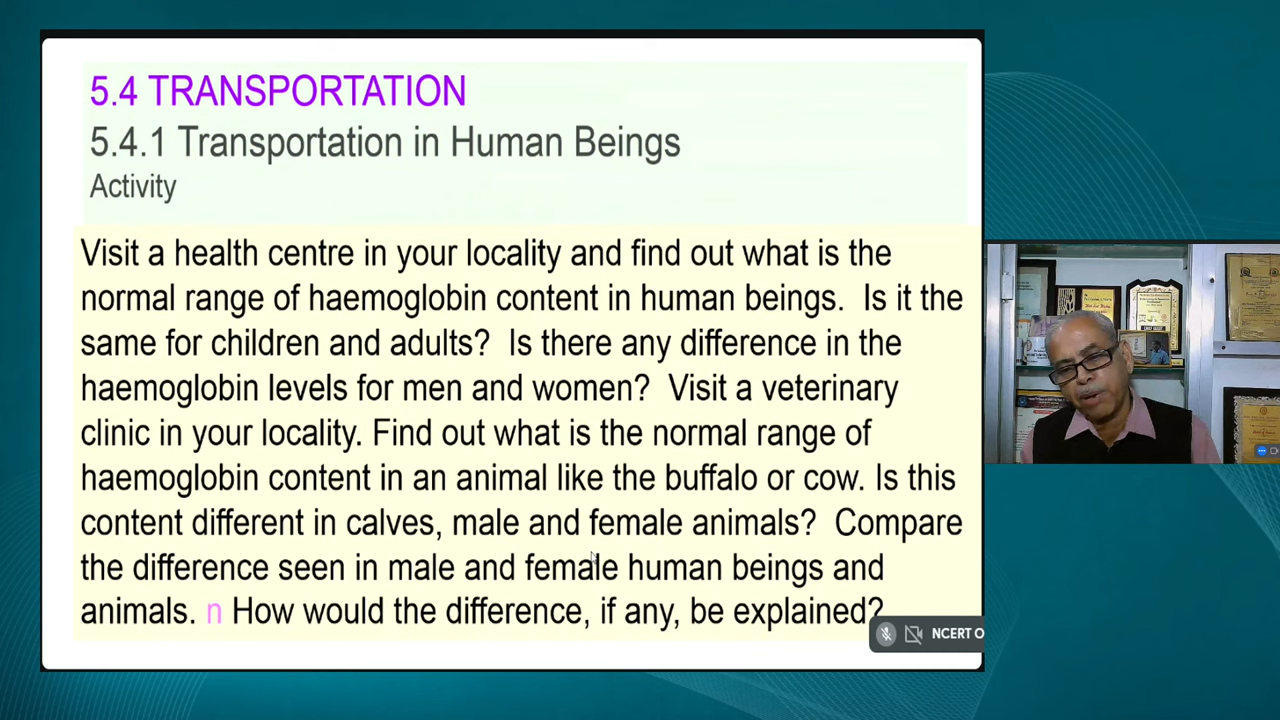 5.4 TRANSPORTATION
5.4.1 Transportation in Human Beings
Activity
Visit a health centre in your locality and find out what is the
normal range of haemoglobin content in human beings.  Is it the
same for children and adults?  Is there any difference in the
haemoglobin levels for men and women?  Visit a veterinary
clinic in your locality. Find out what is the normal range of
haemoglobin content in an animal like the buffalo or cow. Is this
content different in calves, male and female animals?  Compare
the difference seen in male and female human beings and
animals. n How would the difference, if any, be explained?
NCERT O